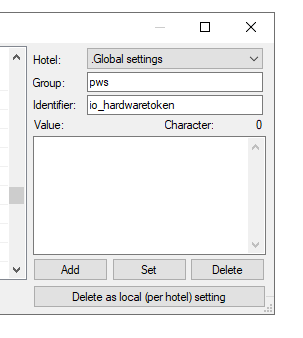 Hotel: .Global settings
Group: pws
Identifier: io_hardwaretoken
Value: Character: 0
Add Set Delete
Delete as local (per hotel) setting